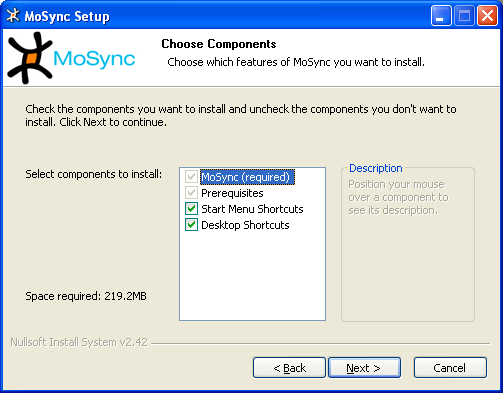 MoSync Setup
MoSync
Choose Components
Choose which features of MoSync you want to install.
Check the components you want to install and uncheck the components you don't want to
install. Click Next to continue.
Select components to install:
MoSync (required)
Prerequisites
Start Menu Shortcuts
Desktop Shortcuts
Description
Position your mouse
over a component to
see its description.
Space required: 219.2MB
Nullsoft Install System v2.42
< Back
Next >
Cancel